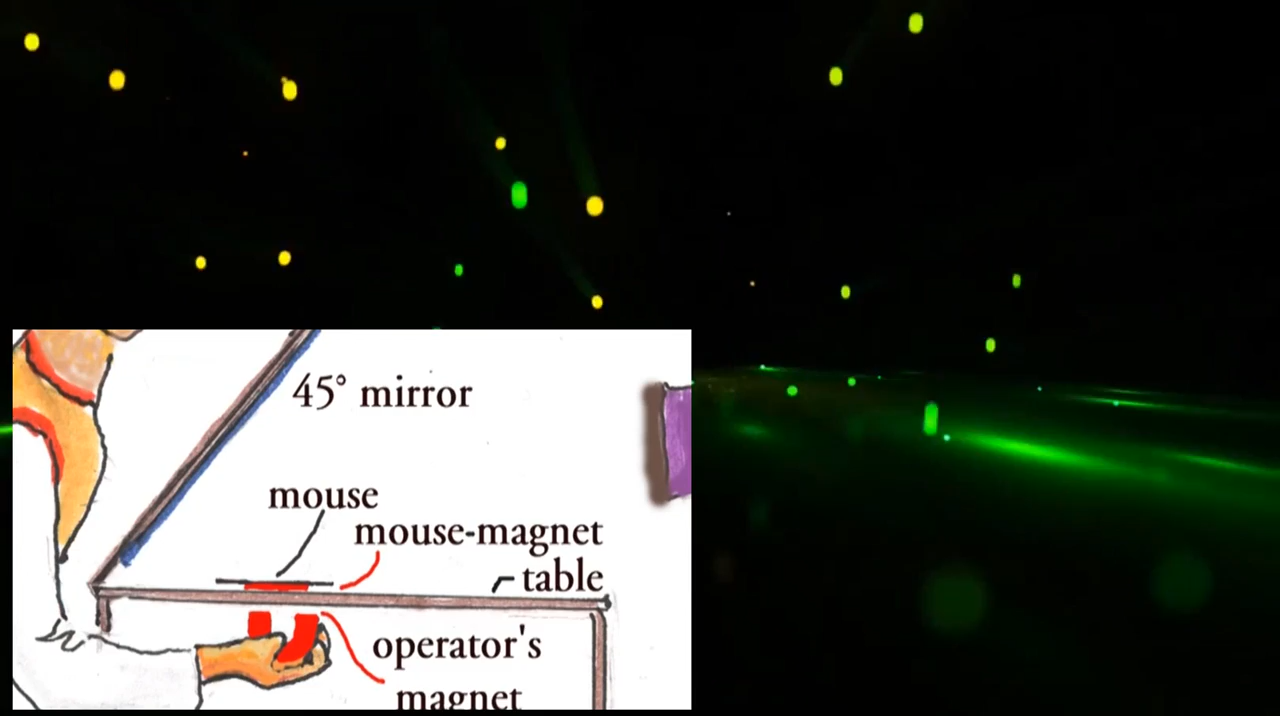 45° mirror
mouse
mouse-magnet
table
operator's
magnet